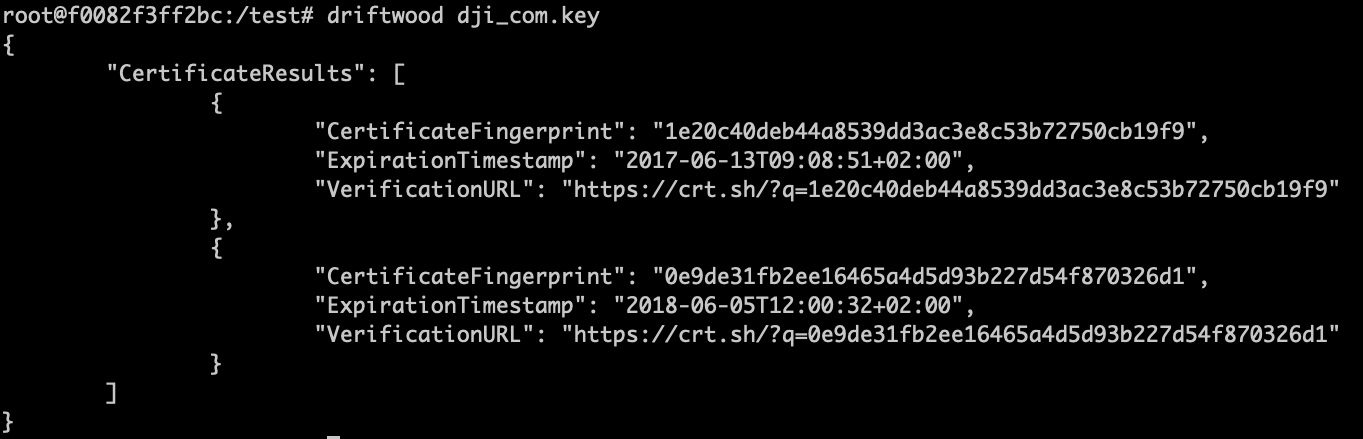 root@f0082f3ff2bc:/test# driftwood dji_com.key
{
"CertificateResults": [
{
"CertificateFingerprint": "1e20c40deb44a8539dd3ac3e8c53b72750cb19f9",
"ExpirationTimestamp": "2017-06-13T09:08:51+02:00",
"VerificationURL": "https://crt.sh/?q=1e20c40deb44a8539dd3ac3e8c53b72750cb19f9"
},
{
"CertificateFingerprint": "0e9de31fb2ee16465a4d5d93b227d54f870326d1",
"ExpirationTimestamp": "2018-06-05T12:00:32+02:00",
"VerificationURL": "https://crt.sh/?q=0e9de31fb2ee16465a4d5d93b227d54f870326d1"
}
]
}